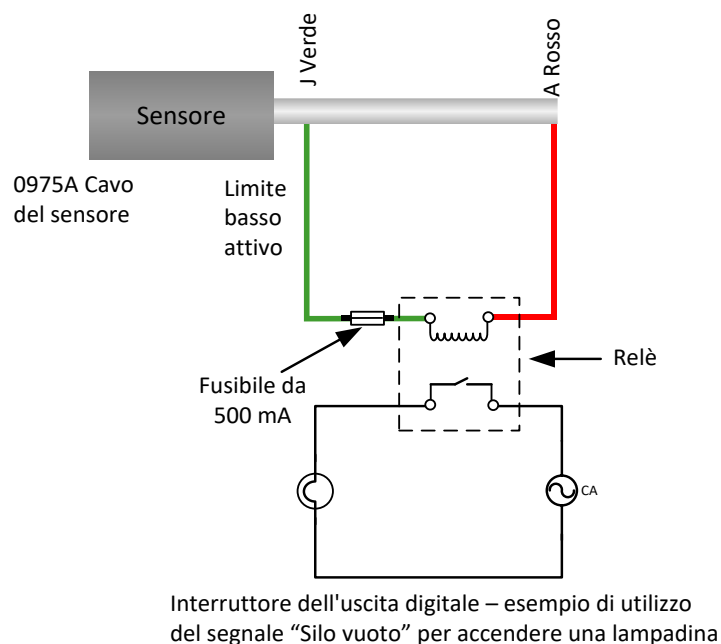 J Verde
A Rosso
Sensore
0975A Cavo
del sensore
Limite
basso
attivo
Relè
Fusibile da
500 mA
CA
Interruttore dell'uscita digitale – esempio di utilizzo
del segnale “Silo vuoto” per accendere una lampadina